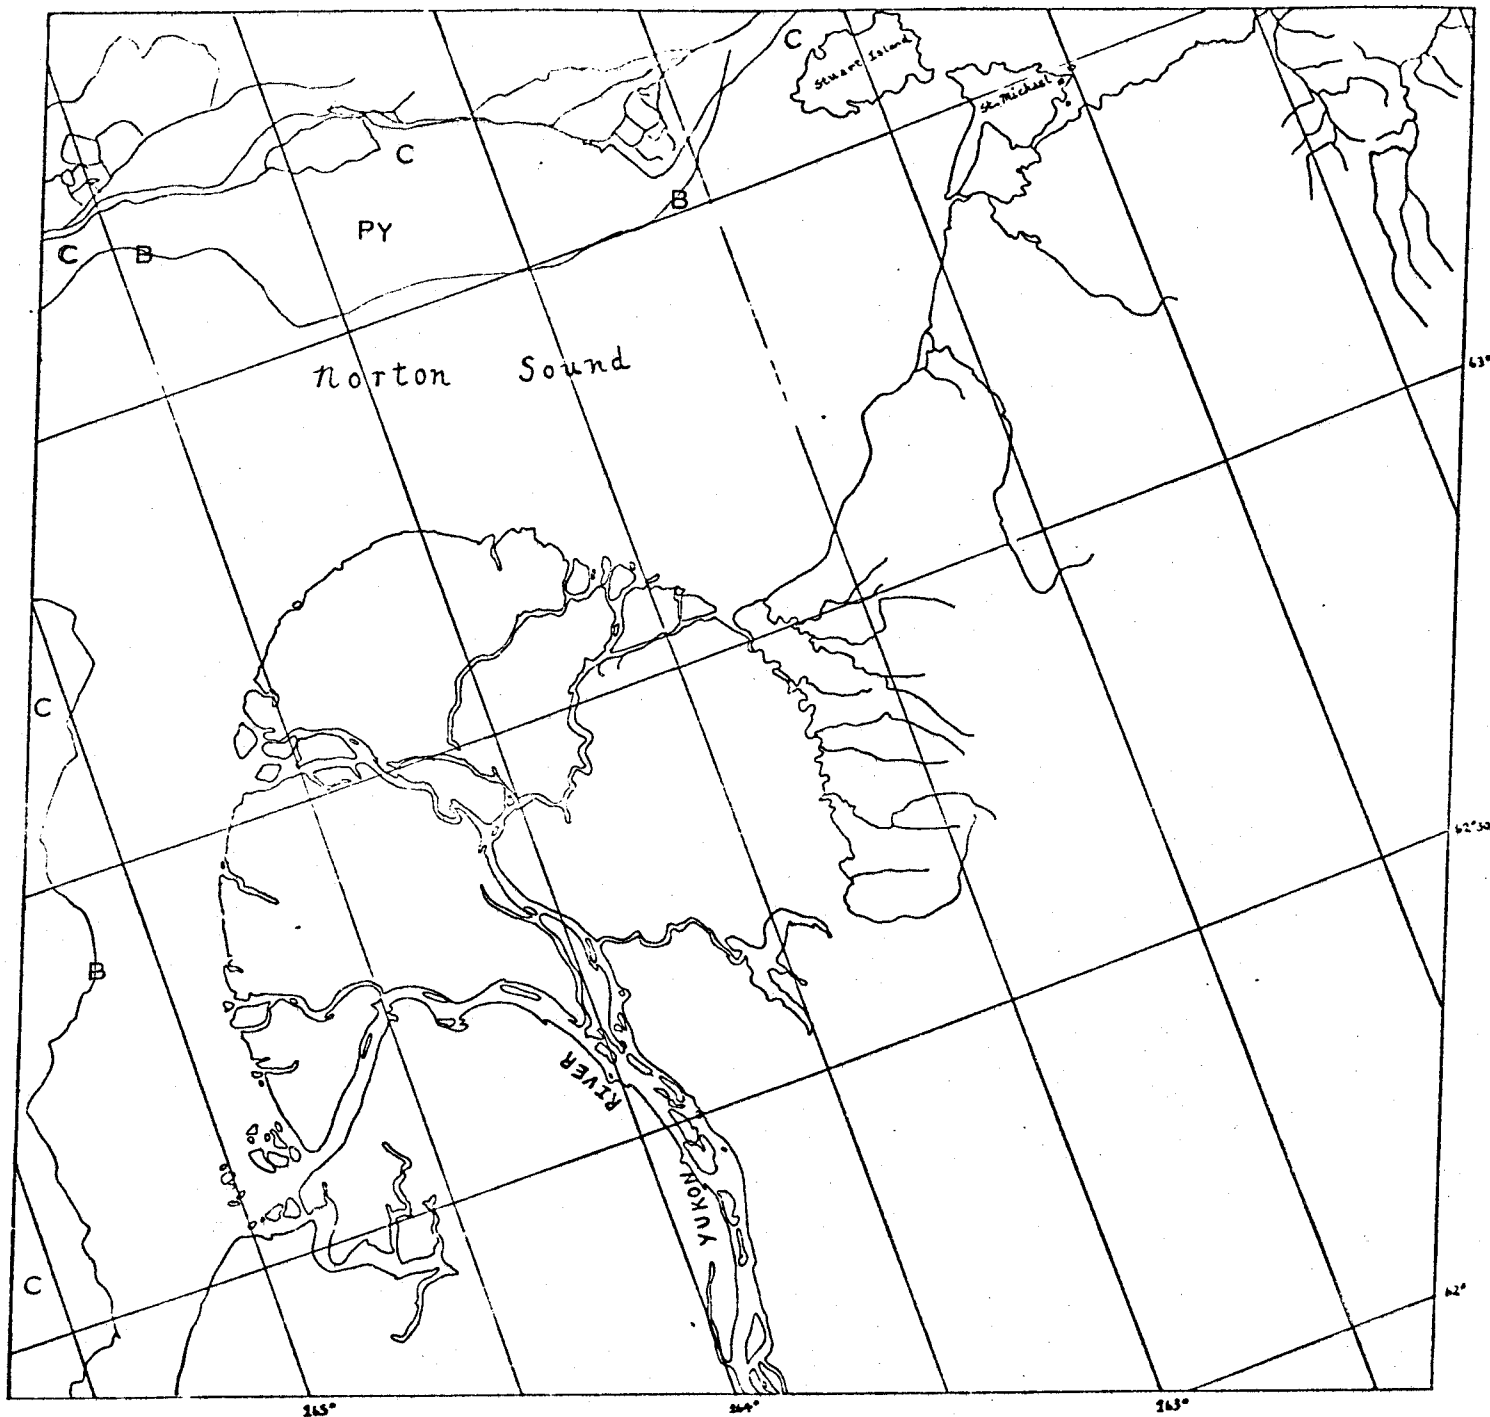 C
Stuart Island
St. Michael
C
B
PY
C
B
Norton Sound
63°
C
62°30
B
RIVER
YUKON
C
62°
165°
164°
163°